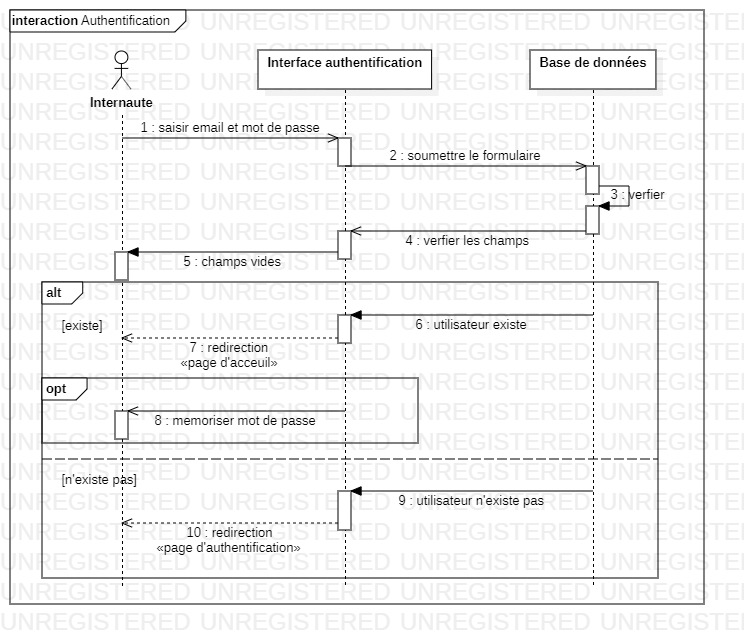 interaction Authentification
Internaute
Interface authentification
Base de données
1 : saisir email et mot de passe
2 : soumettre le formulaire
3 : verfier
4 : verfier les champs
5 : champs vides
alt
[existe]
6 : utilisateur existe
7 : redirection
«page d'acceuil»
opt
8 : memoriser mot de passe
[n'existe pas]
9 : utilisateur n'existe pas
10 : redirection
«page d'authentification»
UNREGISTERED